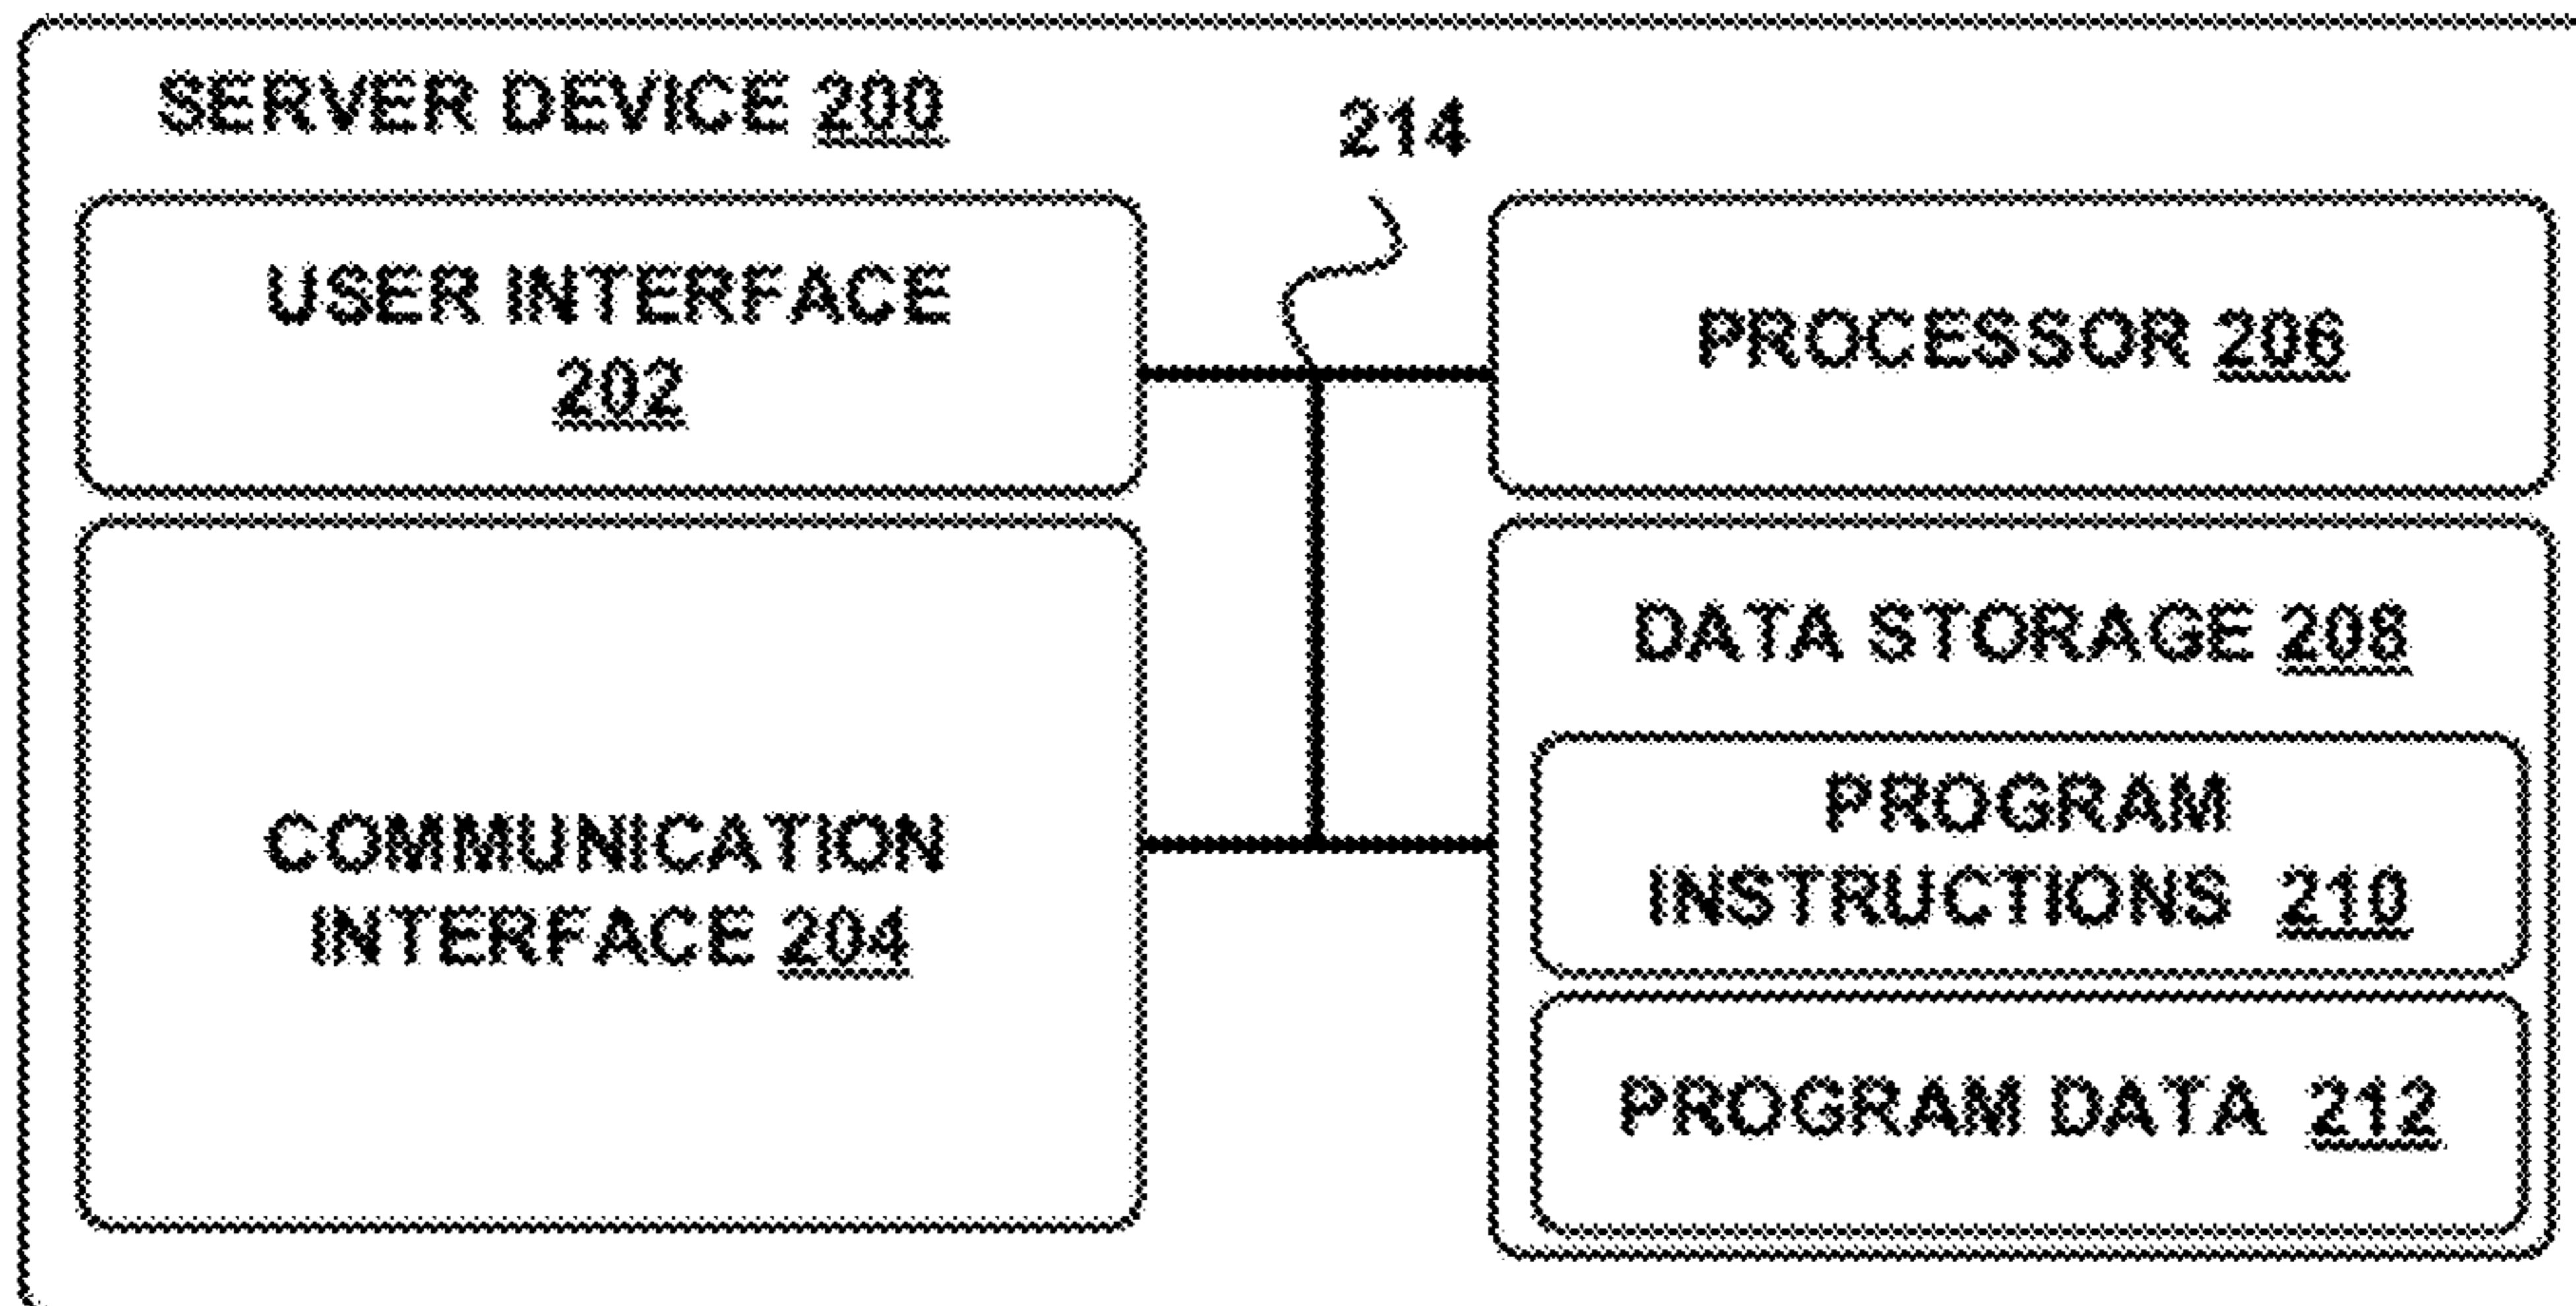 SERVER DEVICE 200
214
USER INTERFACE
202
PROCESSOR 206
COMMUNICATION
INTERFACE 204
DATA STORAGE 208
PROGRAM
INSTRUCTIONS 210
PROGRAM DATA 212